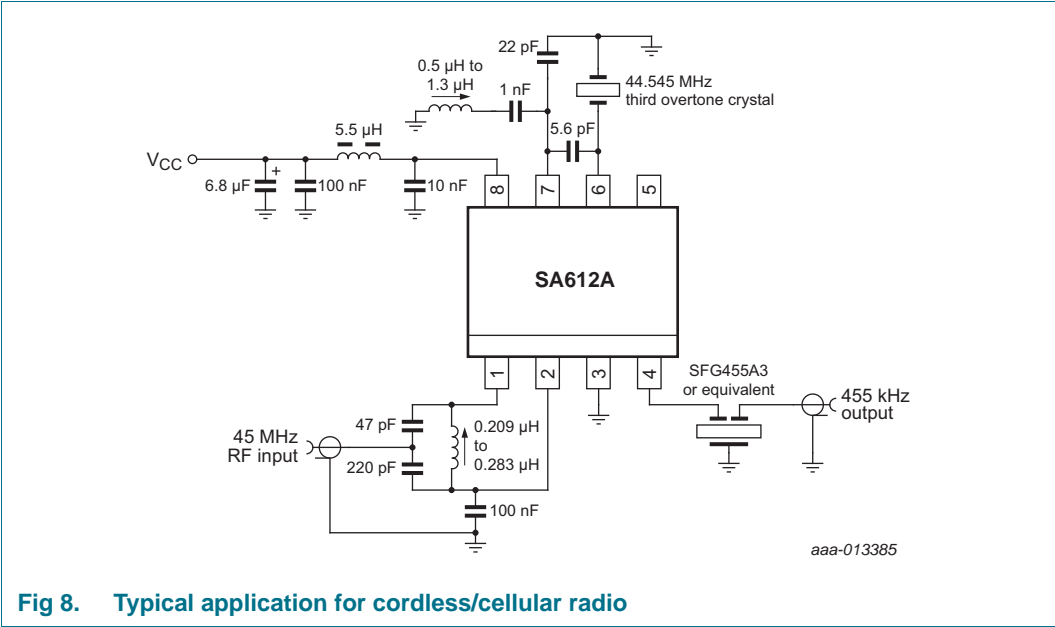 22 pF
0.5 µH to
1.3 µH
1 nF
44.545 MHz
third overtone crystal
5.6 pF
5.5 µH
VCC
+
6.8 µF
100 nF
10 nF
8
7
6
5
SA612A
1
2
3
4
SFG455A3
or equivalent
455 kHz
output
47 pF
0.209 µH
to
0.283 µH
45 MHz
RF input
220 pF
100 nF
aaa-013385
Fig 8. Typical application for cordless/cellular radio